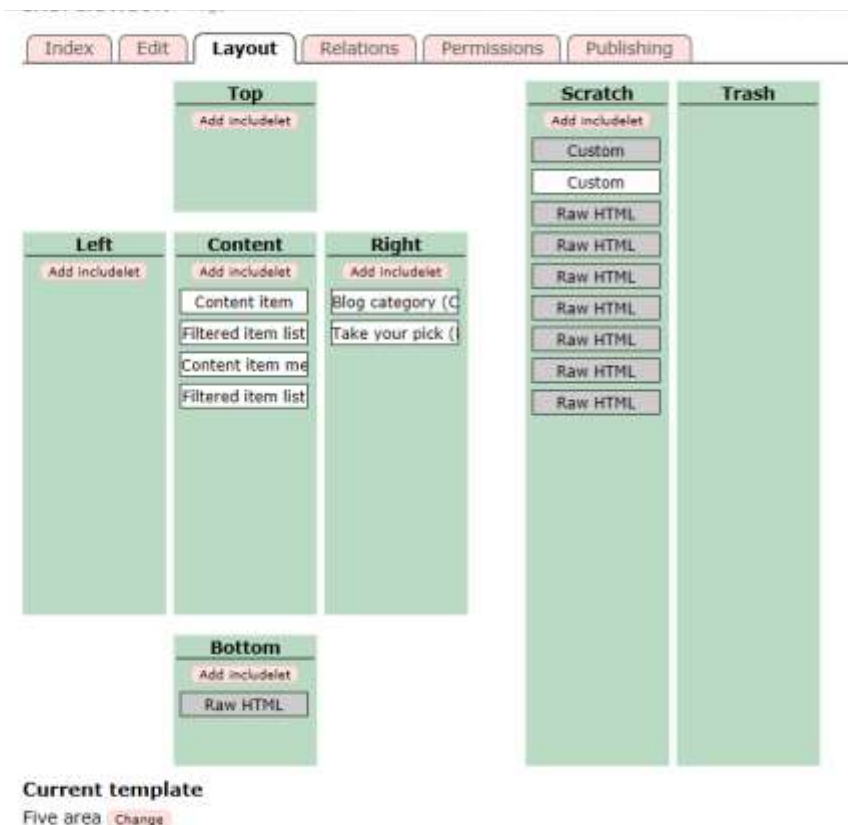 Index Edit Layout Relations Permissions Publishing
Top
Add includelet
Scratch
Add includelet
Custom
Custom
Raw HTML
Raw HTML
Raw HTML
Raw HTML
Raw HTML
Raw HTML
Raw HTML
Trash
Left
Add includelet
Content
Add includelet
Content item
Filtered item list
Content item me
Filtered item list
Right
Add includelet
Blog category (C
Take your pick (
Bottom
Add includelet
Raw HTML
Current template
Five area Change